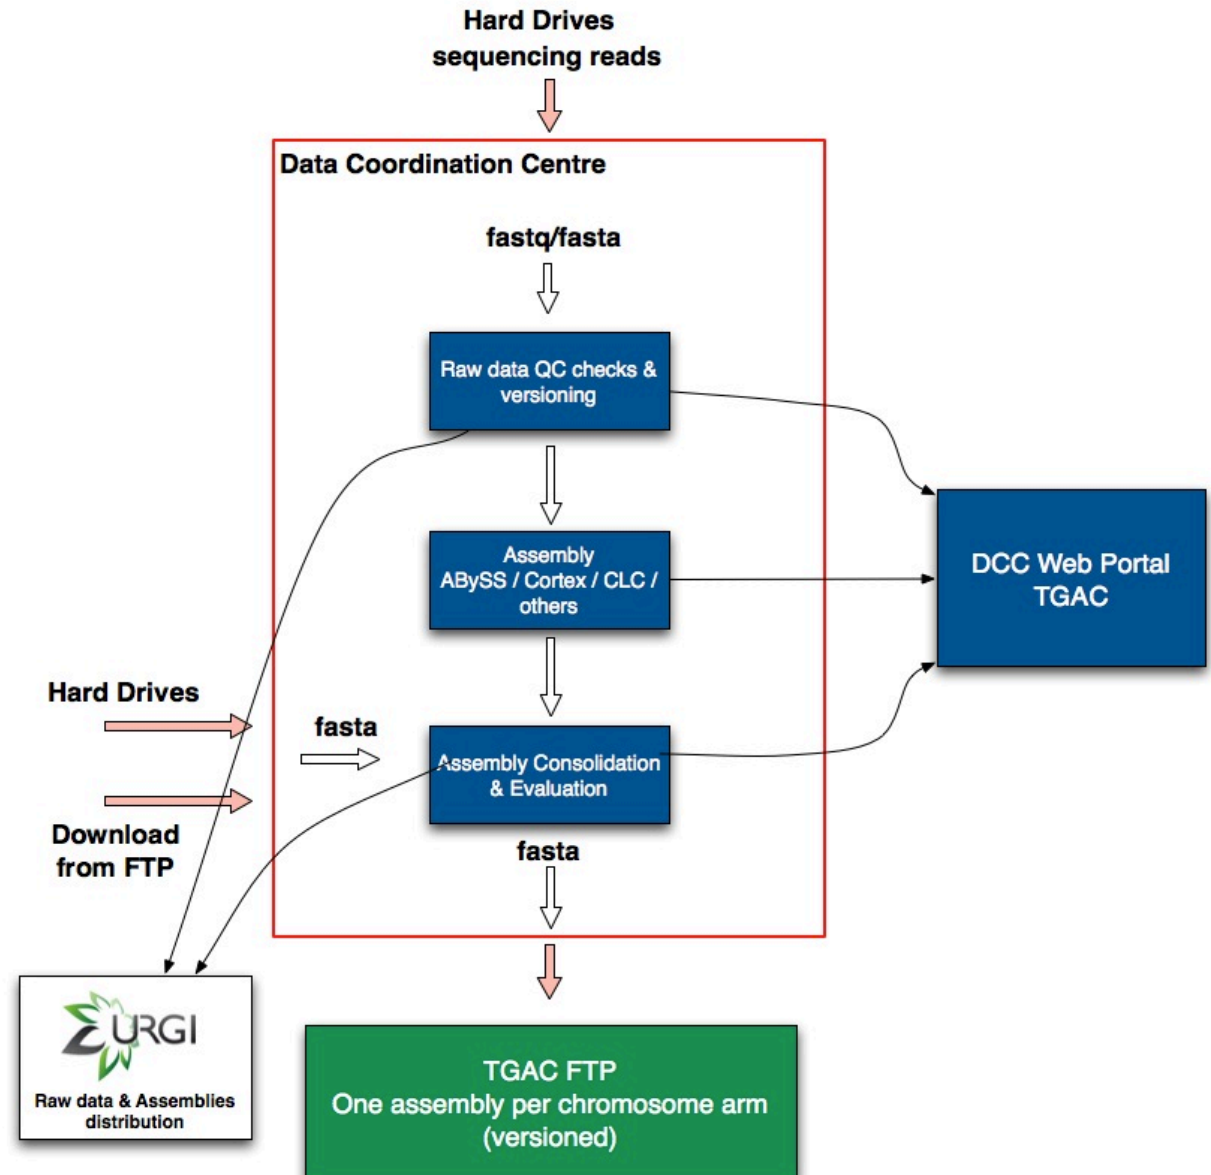 Hard Drives
sequencing reads
Data Coordination Centre
fastq/fasta
Raw data QC checks &
versioning
Assembly
ABySS / Cortex / CLC /
others
DCC Web Portal
TGAC
Hard Drives
fasta
Assembly Consolidation
& Evaluation
Download
from FTP
fasta
URGI
Raw data & Assemblies
distribution
TGAC FTP
One assembly per chromosome arm
(versioned)